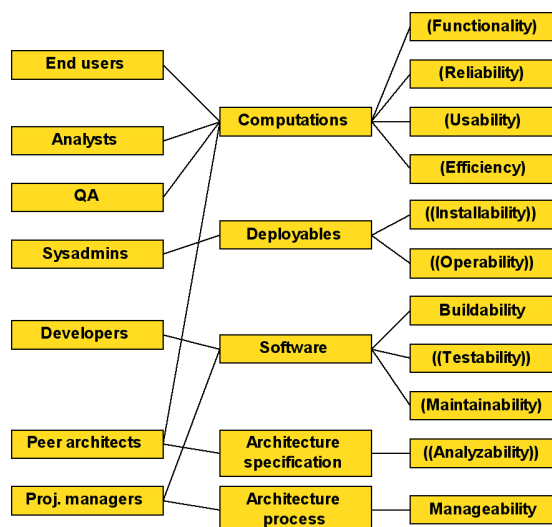 End users
Analysts
QA
Sysadmins
Developers
Peer architects
Proj. managers
Computations
Deployables
Software
Architecture
specification
Architecture
process
(Functionality)
(Reliability)
(Usability)
(Efficiency)
((Installability))
((Operability))
Buildability
((Testability))
(Maintainability)
((Analyzability))
Manageability